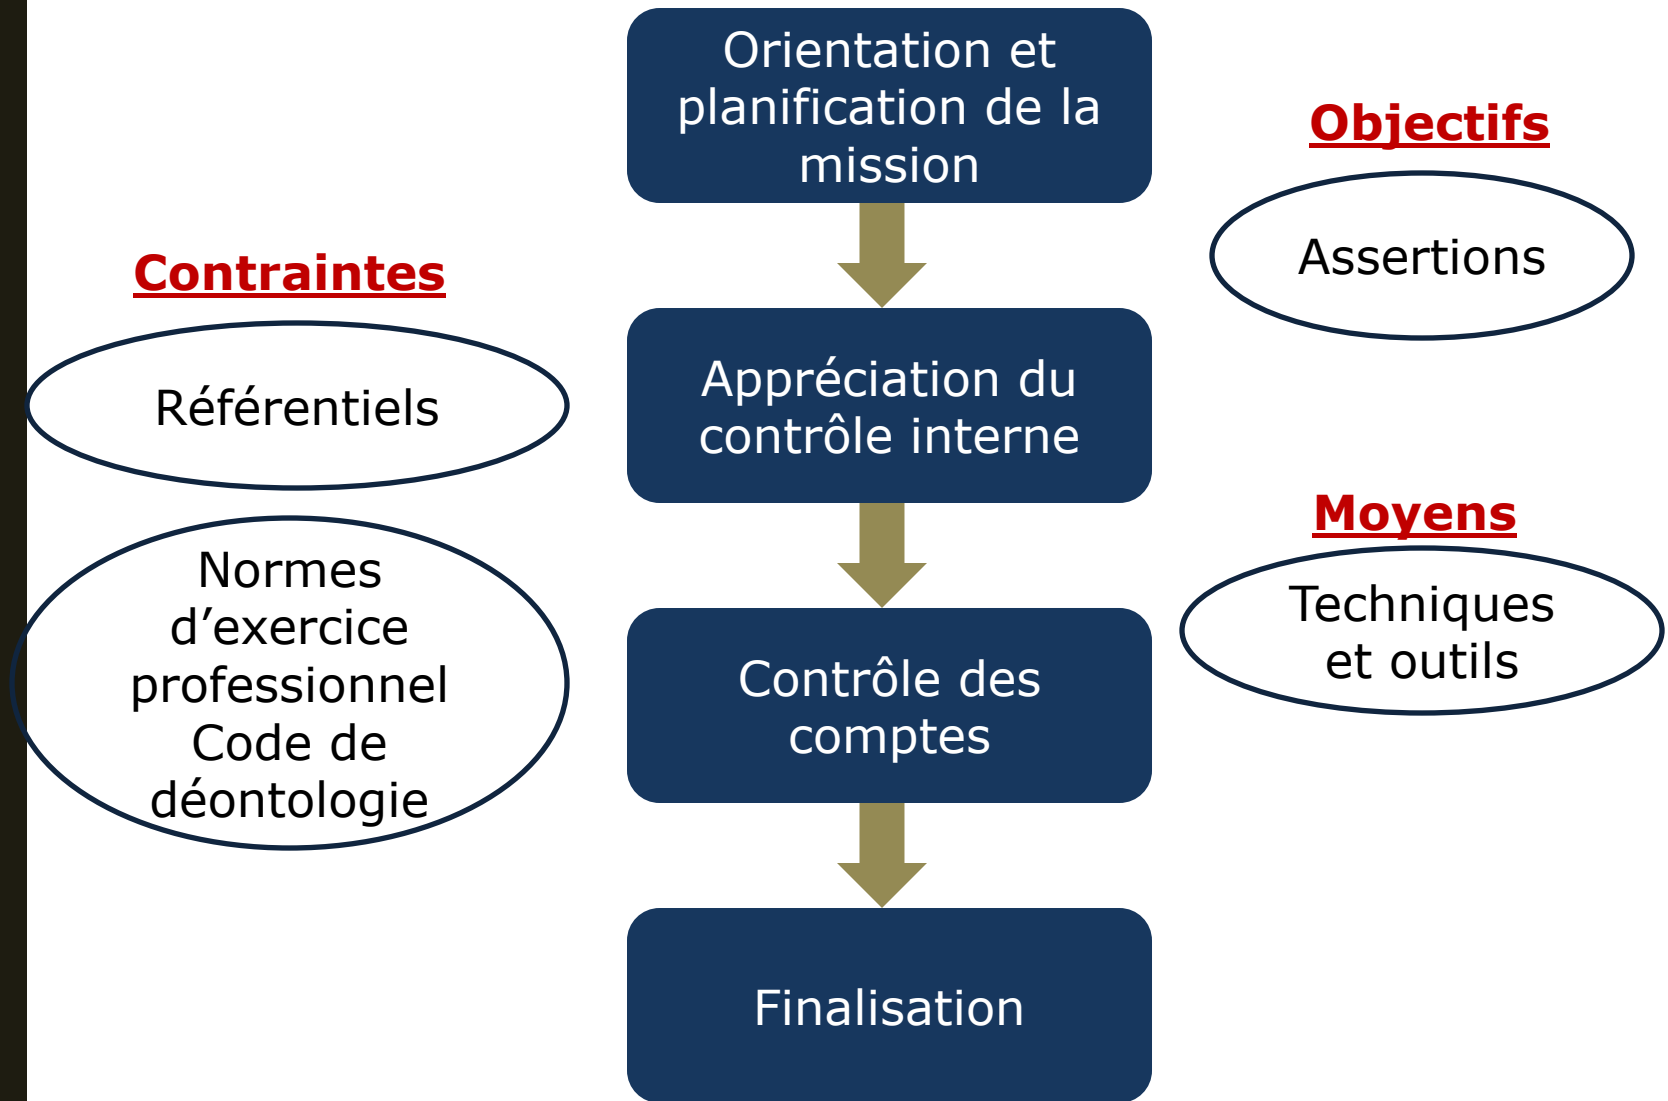 Orientation et
planification de la
mission
Objectifs
Assertions
Contraintes
Référentiels
Appréciation du
contrôle interne
Moyens
Techniques
et outils
Normes
d’exercice
professionnel
Code de
déontologie
Contrôle des
comptes
Finalisation